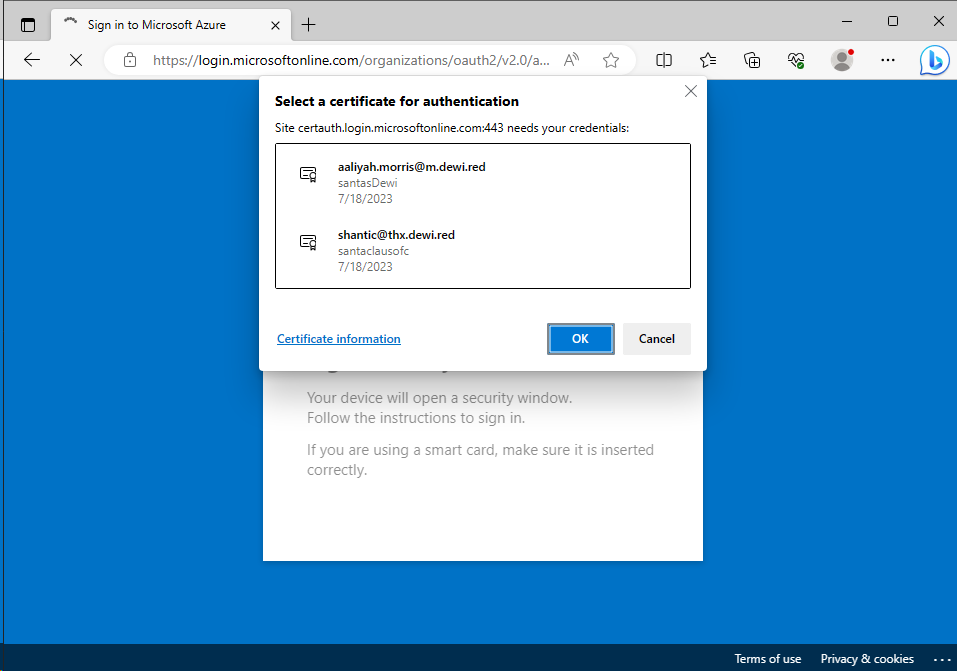 Sign in to Microsoft Azure
https://login.microsoftonline.com/organizations/oauth2/v2.0/a...
Select a certificate for authentication
Site certauth.login.microsoftonline.com:443 needs your credentials:
aaliyah.morris@m.dewi.red
santasDewi
7/18/2023
shantic@thx.dewi.red
santaclausofc
7/18/2023
Certificate information
OK
Cancel
Your device will open a security window.
Follow the instructions to sign in.
If you are using a smart card, make sure it is inserted
correctly.
Terms of use
Privacy & cookies
...